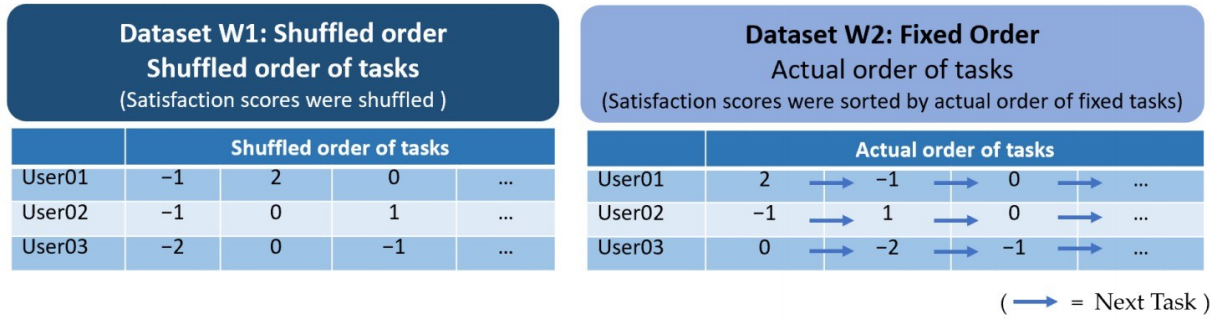 Dataset W1: Shuffled order
Shuffled order of tasks
(Satisfaction scores were shuffled )
Shuffled order of tasks
User01 −1 2 0 ...
User02 −1 0 1 ...
User03 −2 0 −1 ...
Dataset W2: Fixed Order
Actual order of tasks
(Satisfaction scores were sorted by actual order of fixed tasks)
Actual order of tasks
User01 2 → −1 → 0 → ...
User02 −1 → 1 → 0 → ...
User03 0 → −2 → −1 → ...
( → = Next Task )